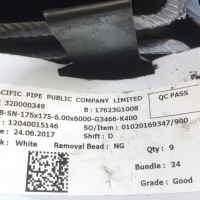 CIFIC PIPE PUBLIC COMPANY LIMITED
: 320000349
B : 17623G1008
B-SN-175x175-6.00x6000-G3466-K400
: 12040015146
SO/Item : 01020169347/900
: 24.06.2017
Shift : D
k : White
Removal Bead : NG
QC PASS
Qty : 9
Bundle : 24
Grade : Good